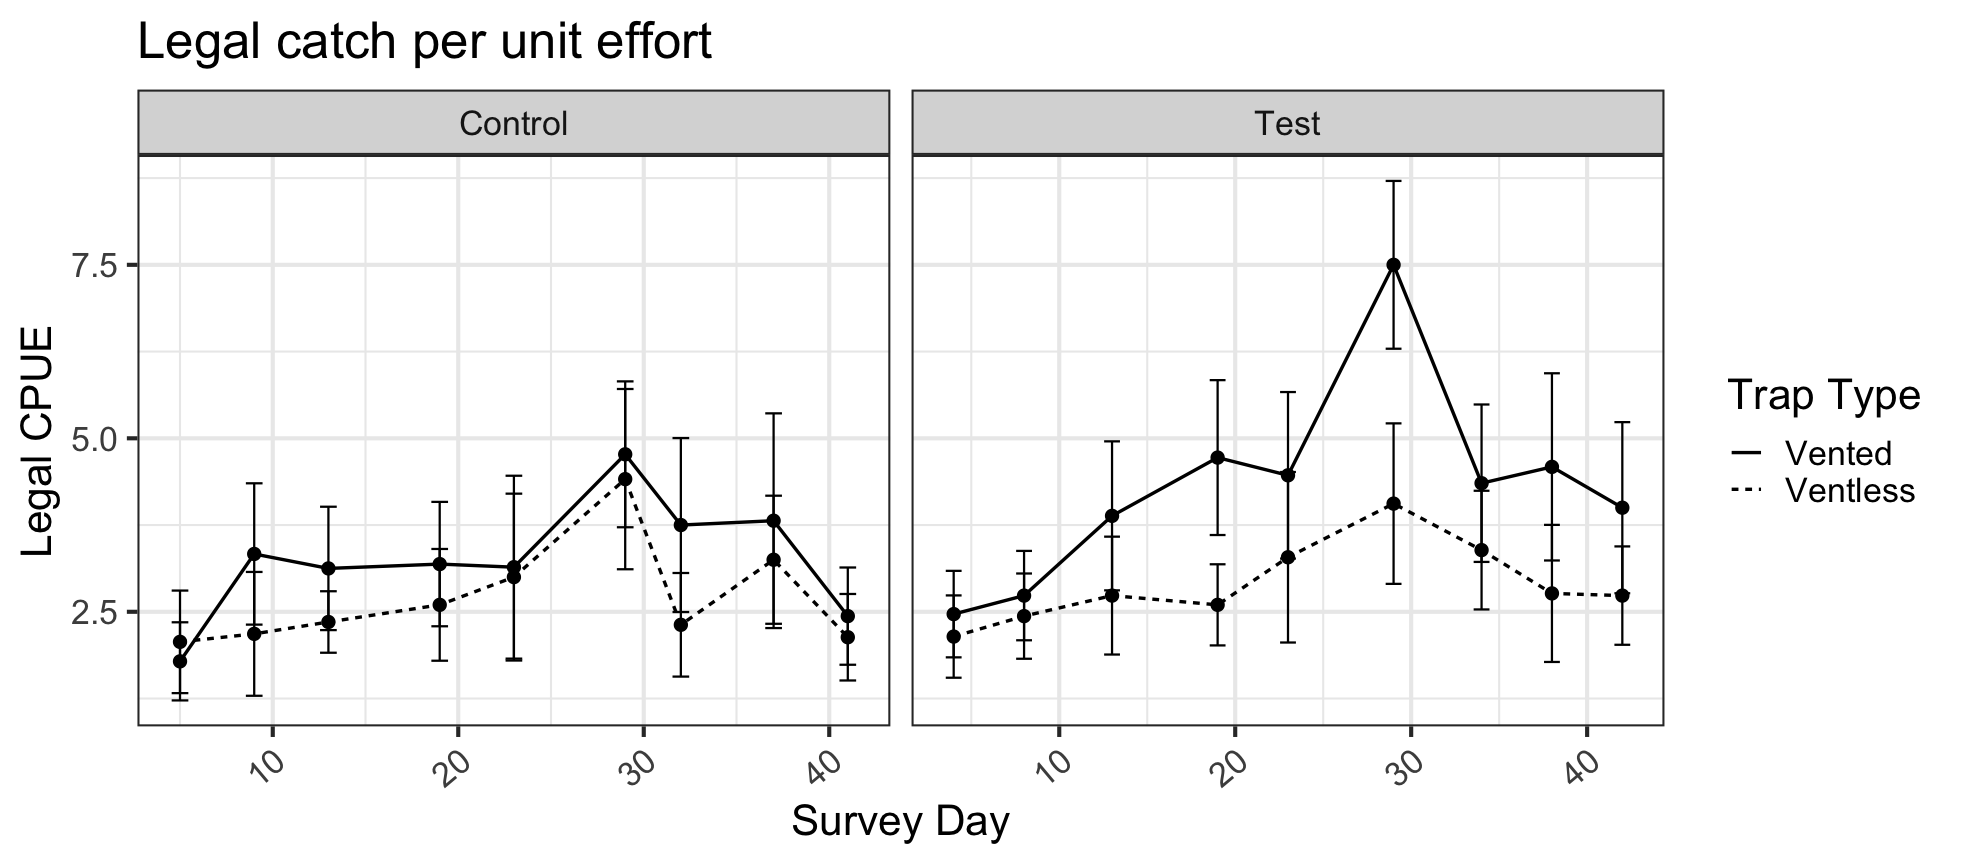 Legal catch per unit effort
Control
Test
Legal CPUE
7.5
5.0
2.5
10 20 30 40
10 20 30 40
Survey Day
Trap Type
Vented
Ventless